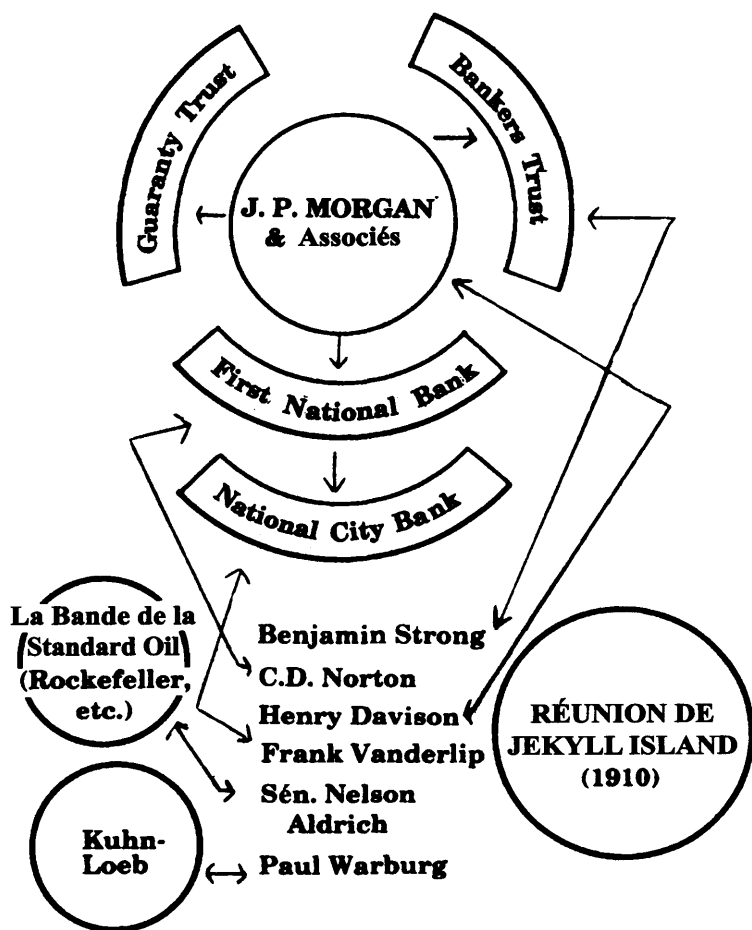 Guaranty Trust
Bankers Trust
J. P. MORGAN
& Associés
First National Bank
National City Bank
La Bande de la
Standard Oil
(Rockefeller,
etc.)
Benjamin Strong
C.D. Norton
Henry Davison
Frank Vanderlip
Sén. Nelson
Aldrich
Paul Warburg
RÉUNION DE
JEKYLL ISLAND
(1910)
Kuhn-
Loeb